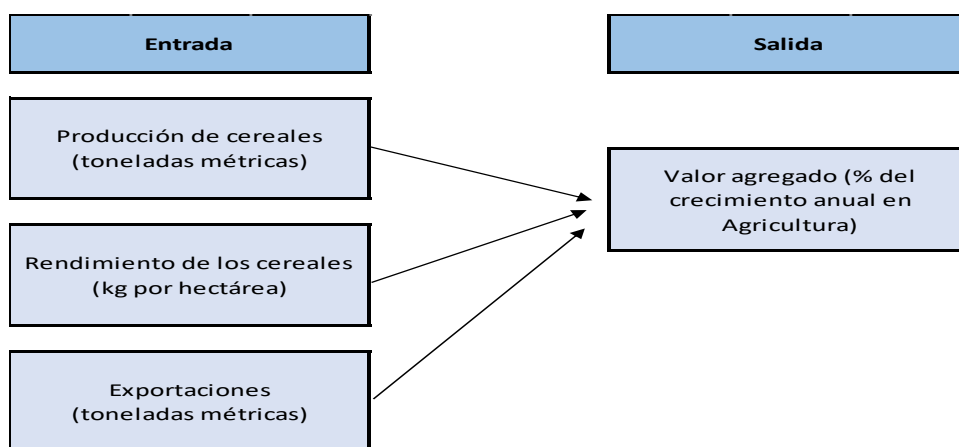 Entrada
Salida
Producción de cereales
(toneladas métricas)
Valor agregado (% del
crecimiento anual en
Agricultura)
Rendimiento de los cereales
(kg por hectárea)
Exportaciones
(toneladas métricas)